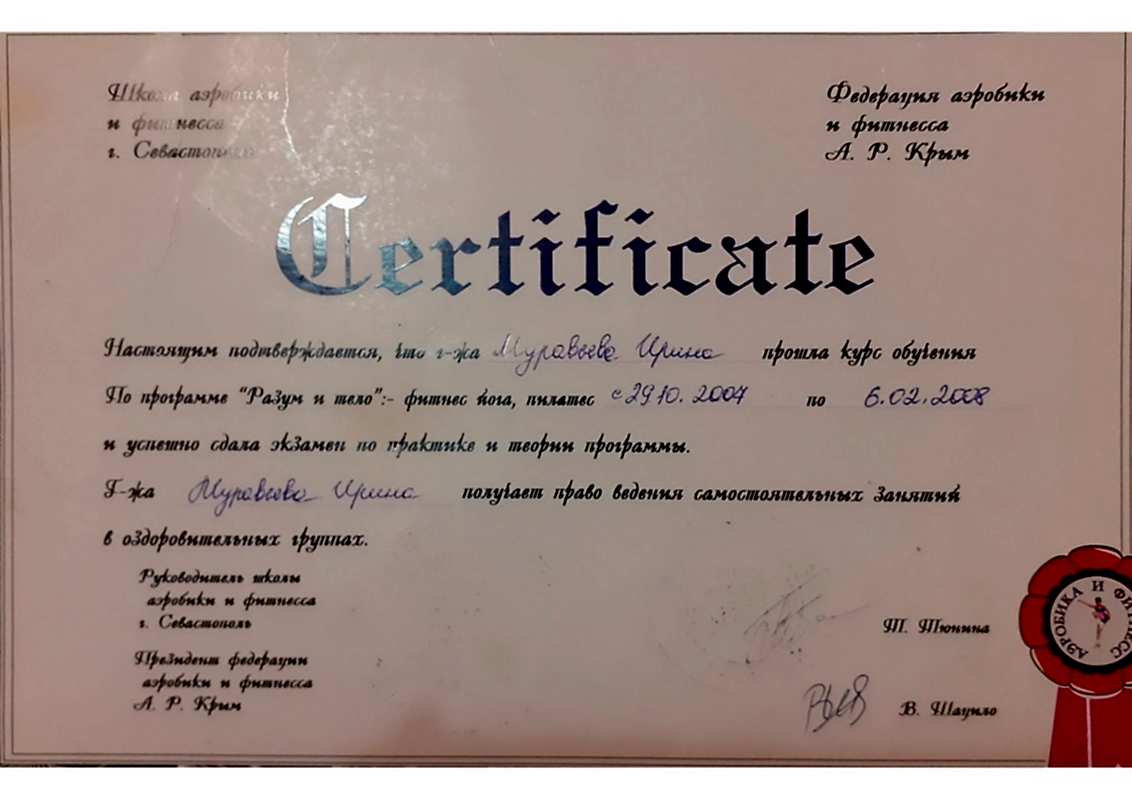 Школа аэробики
и фитнесса
г. Севастополь
Федерация аэробики
и фитнесса
А. Р. Крым
Certificate
Настоящим подтверждается, что г-жа Муравьева Ирина прошла курс обучения
По программе "Разум и тело":- фитнес йога, пилатес с 29.10.2007 по 6.02.2008
и успешно сдала экзамен по практике и теории программы.
Г-жа Муравьева Ирина получает право ведения самостоятельных занятий
в оздоровительных группах.
Руководитель школы
аэробики и фитнесса
г. Севастополь
Т. Тюнина
Президент федерации
аэробики и фитнесса
А. Р. Крым
В. Шауило
АЭРОБИКА И ФИТНЕСС